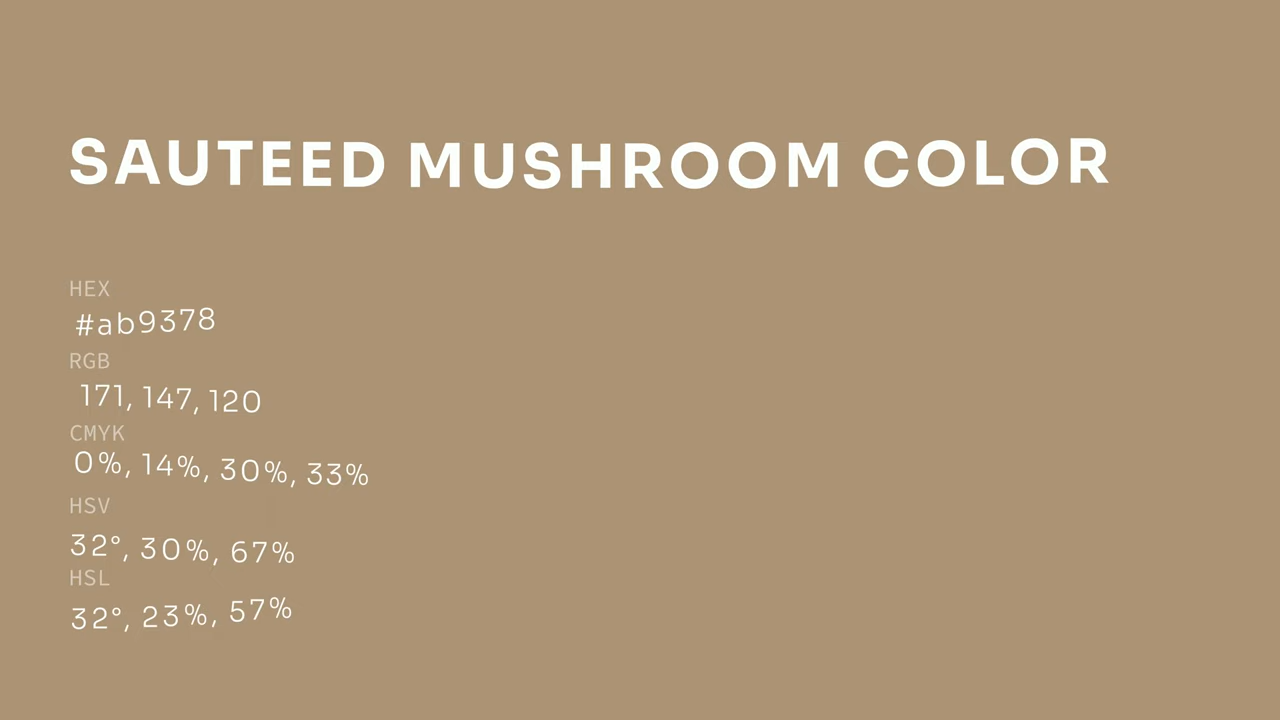 SAUTEED MUSHROOM COLOR
HEX
#ab9378
RGB
171, 147, 120
CMYK
0%, 14%, 30%, 33%
HSV
32°, 30%, 67%
HSL
32°, 23%, 57%